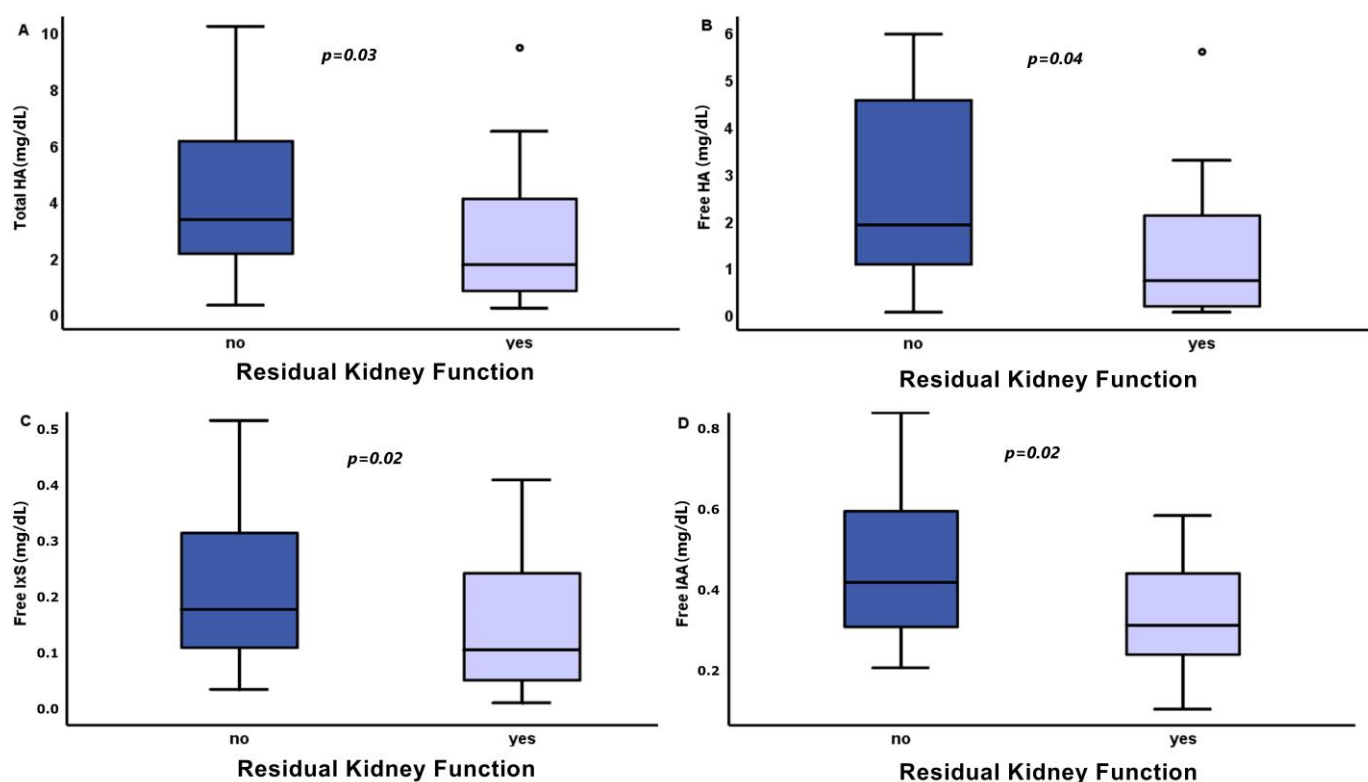 A
p=0.03
Total HA(mg/dL)
10
8
6
4
2
0
no yes
Residual Kidney Function
B
p=0.04
Free HA (mg/dL)
6
5
4
3
2
1
0
no yes
Residual Kidney Function
C
p=0.02
Free IxS(mg/dL)
0.5
0.4
0.3
0.2
0.1
0.0
no yes
Residual Kidney Function
D
p=0.02
Free IAA(mg/dL)
0.8
0.6
0.4
0.2
no yes
Residual Kidney Function